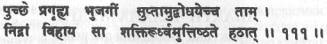 पुच्छे प्रगृह्य भुजगीं सुप्तामुद्बोधयेच्च ताम् ।
निद्रां विहाय सा शक्तिरूर्ध्वमुत्तिष्ठते हठात् ।। १११ ।।